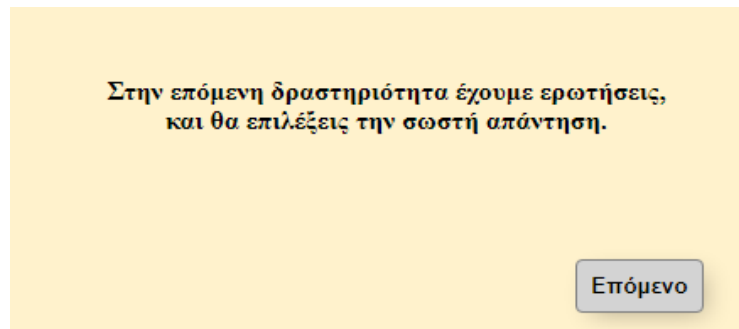 Στην επόμενη δραστηριότητα έχουμε ερωτήσεις,
και θα επιλέξεις την σωστή απάντηση.
Επόμενο